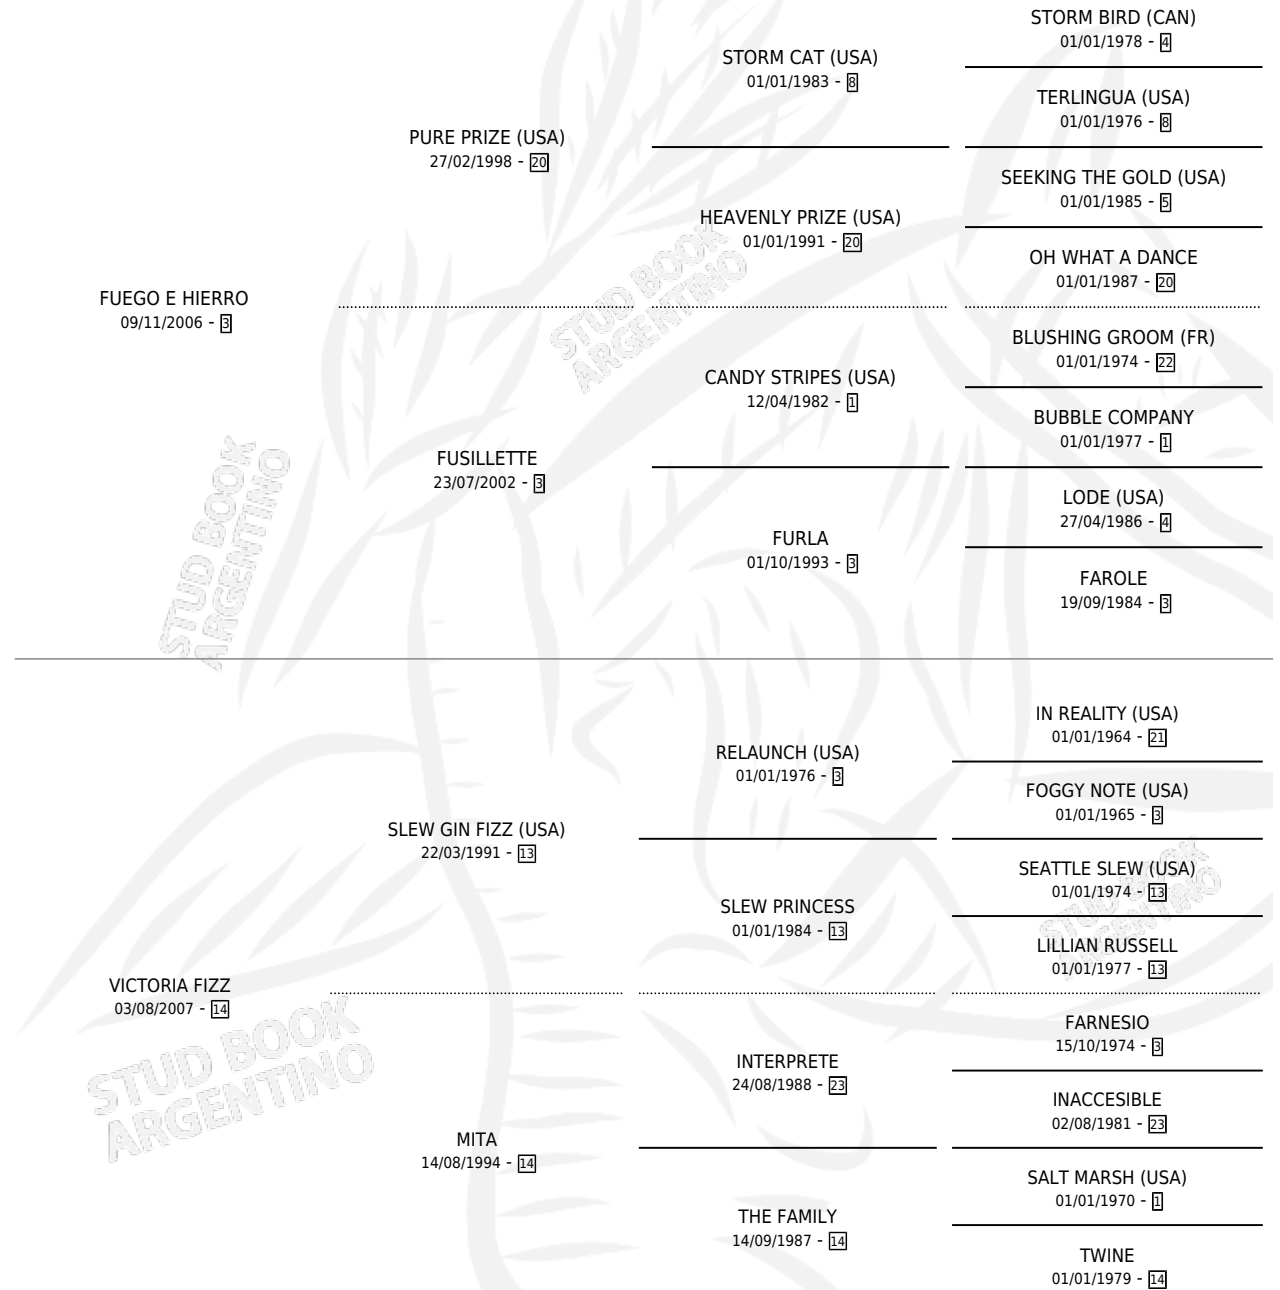 STORM BIRD (CAN)
01/01/1978 - 4
STORM CAT (USA)
01/01/1983 - 8
TERLINGUA (USA)
01/01/1976 - 8
PURE PRIZE (USA)
27/02/1998 - 20
SEEKING THE GOLD (USA)
01/01/1985 - 5
HEAVENLY PRIZE (USA)
01/01/1991 - 20
OH WHAT A DANCE
01/01/1987 - 20
FUEGO E HIERRO
09/11/2006 - 3
STUD BOOK
ARGENTINO
BLUSHING GROOM (FR)
01/01/1974 - 22
CANDY STRIPES (USA)
12/04/1982 - 1
BUBBLE COMPANY
01/01/1977 - 1
FUSILLETTE
23/07/2002 - 3
LODE (USA)
27/04/1986 - 4
FURLA
01/10/1993 - 3
FAROLE
19/09/1984 - 3
STUD BOOK
ARGENTINO
IN REALITY (USA)
01/01/1964 - 21
RELAUNCH (USA)
01/01/1976 - 3
FOGGY NOTE (USA)
01/01/1965 - 3
SLEW GIN FIZZ (USA)
22/03/1991 - 13
SEATTLE SLEW (USA)
01/01/1974 - 13
STUD BOOK
ARGENTINO
SLEW PRINCESS
01/01/1984 - 13
LILLIAN RUSSELL
01/01/1977 - 13
VICTORIA FIZZ
03/08/2007 - 14
STUD BOOK
ARGENTINO
FARNESIO
15/10/1974 - 3
INTERPRETE
24/08/1988 - 23
INACCESIBLE
02/08/1981 - 23
MITA
14/08/1994 - 14
SALT MARSH (USA)
01/01/1970 - 1
THE FAMILY
14/09/1987 - 14
TWINE
01/01/1979 - 14